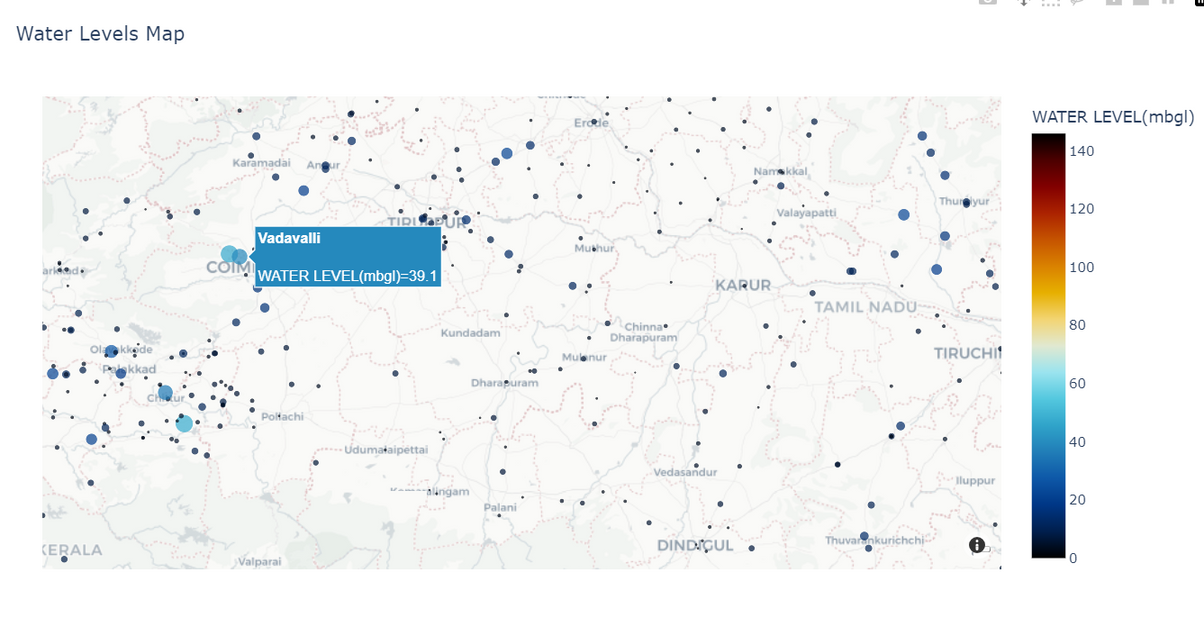 Water Levels Map
WATER LEVEL(mbgl)
140
120
100
80
60
40
20
0
Erode
Karamadai
Namakkal
TIRUPPUR
Valayapatti
Vadavalli
WATER LEVEL(mbgl)=39.1
Muthur
KARUR
TAMIL NADU
Kundadam
Chinna
Dharapuram
Mulanur
Palakkad
Dharapuram
Pollachi
Udumalaipettai
Vedasandur
Iluppur
Palani
KERALA
DINDIGUL
Thuvarankurichchi
Valparai